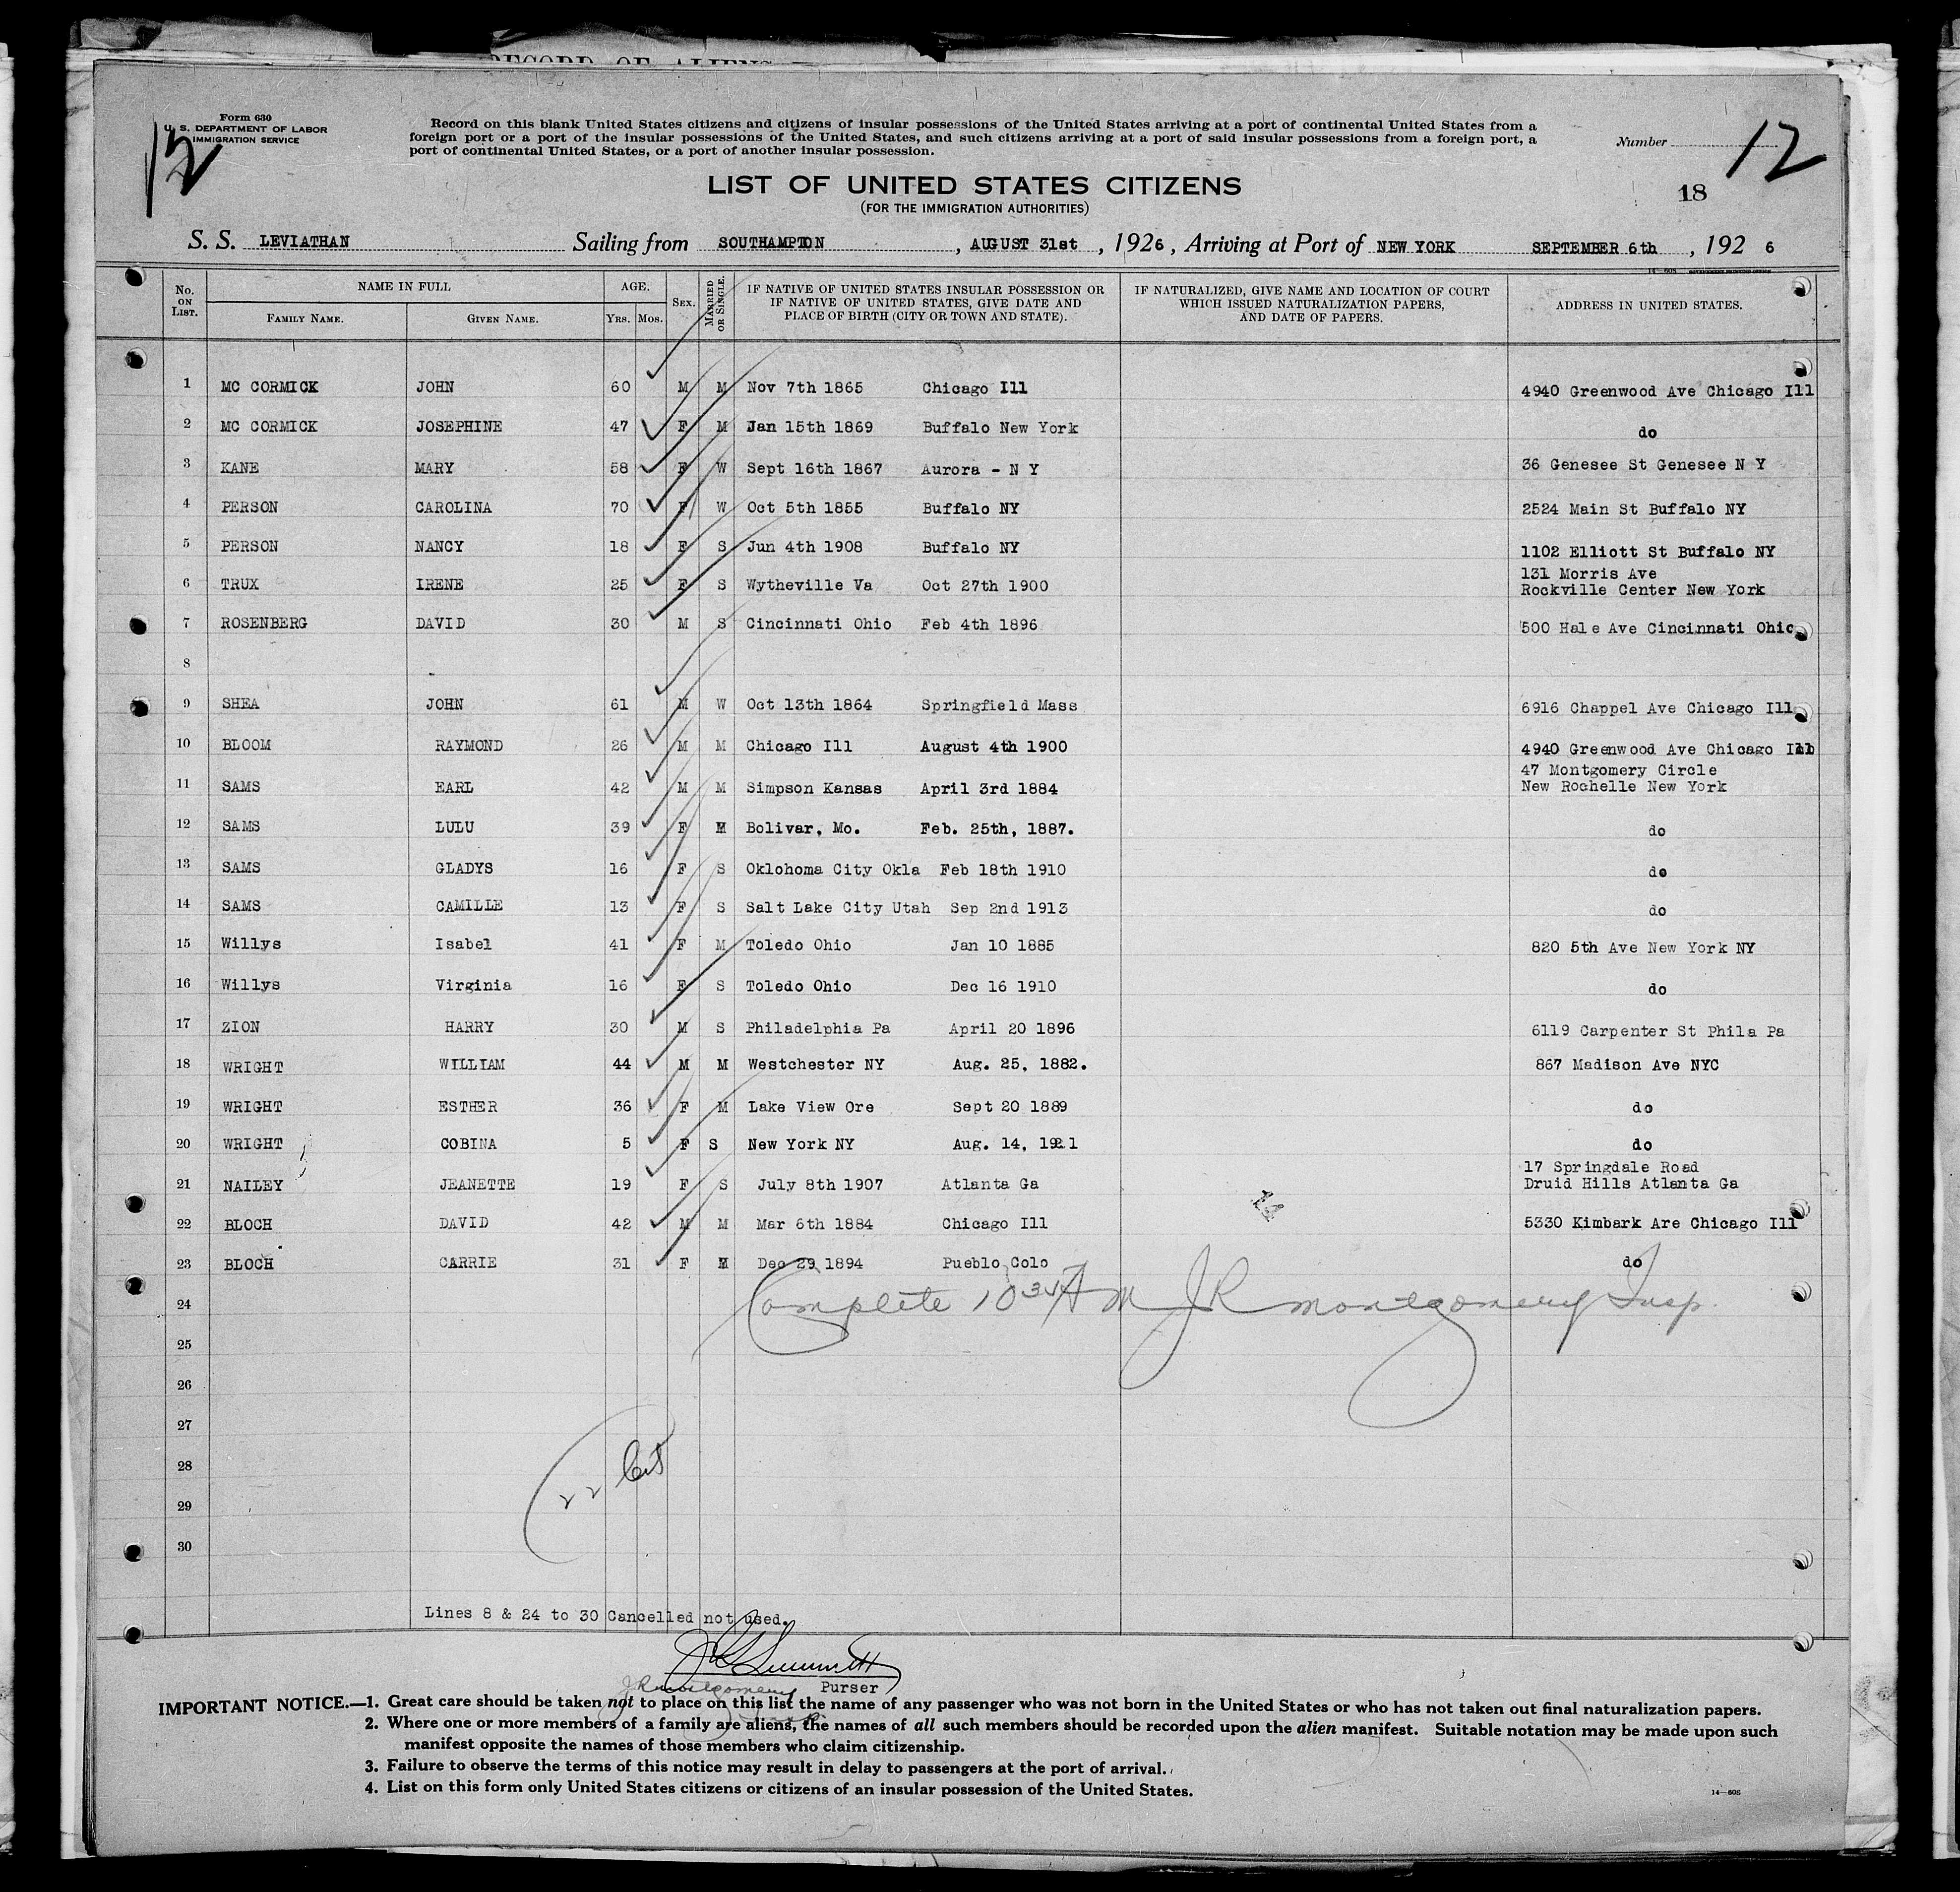 RECORD OF ALIENS
Form 630
U. S. DEPARTMENT OF LABOR
IMMIGRATION SERVICE
12
Record on this blank United States citizens and citizens of insular possessions of the United States arriving at a port of continental United States from a
foreign port or a port of the insular possessions of the United States, and such citizens arriving at a port of said insular possessions from a foreign port, a
port of continental United States, or a port of another insular possession.
Number 12
LIST OF UNITED STATES CITIZENS
(FOR THE IMMIGRATION AUTHORITIES)
18
S. S. LEVIATHAN Sailing from SOUTHAMPTON, AUGUST 31st, 1926, Arriving at Port of NEW YORK SEPTEMBER 6th, 192 6
No. ON LIST. NAME IN FULL FAMILY NAME. GIVEN NAME. AGE. YRS. MOS. SEX. MARRIED OR SINGLE. IF NATIVE OF UNITED STATES INSULAR POSSESSION OR IF NATIVE OF UNITED STATES, GIVE DATE AND PLACE OF BIRTH (CITY OR TOWN AND STATE). IF NATURALIZED, GIVE NAME AND LOCATION OF COURT WHICH ISSUED NATURALIZATION PAPERS, AND DATE OF PAPERS. ADDRESS IN UNITED STATES.
1 MC CORMICK JOHN 60 M M Nov 7th 1865 Chicago Ill 4940 Greenwood Ave Chicago Ill
2 MC CORMICK JOSEPHINE 47 F M Jan 15th 1869 Buffalo New York do
3 KANE MARY 58 F W Sept 16th 1867 Aurora - N Y 36 Genesee St Genesee N Y
4 PERSON CAROLINA 70 F W Oct 5th 1855 Buffalo NY 2524 Main St Buffalo NY
5 PERSON NANCY 18 F S Jun 4th 1908 Buffalo NY 1102 Elliott St Buffalo NY
6 TRUX IRENE 25 F S Wytheville Va Oct 27th 1900 131 Morris Ave
Rockville Center New York
7 ROSENBERG DAVID 30 M S Cincinnati Ohio Feb 4th 1896 500 Hale Ave Cincinnati Ohio
8
9 SHEA JOHN 61 M W Oct 13th 1864 Springfield Mass 6916 Chappel Ave Chicago Ill
10 BLOOM RAYMOND 26 M M Chicago Ill August 4th 1900 4940 Greenwood Ave Chicago Ill
11 SAMS EARL 42 M M Simpson Kansas April 3rd 1884 47 Montgomery Circle
New Rochelle New York
12 SAMS LULU 39 F M Bolivar, Mo. Feb. 25th, 1887. do
13 SAMS GLADYS 16 F S Oklohoma City Okla Feb 18th 1910 do
14 SAMS CAMILLE 13 F S Salt Lake City Utah Sep 2nd 1913 do
15 Willys Isabel 41 F M Toledo Ohio Jan 10 1885 820 5th Ave New York NY
16 Willys Virginia 16 F S Toledo Ohio Dec 16 1910 do
17 ZION HARRY 30 M S Philadelphia Pa April 20 1896 6119 Carpenter St Phila Pa
18 WRIGHT WILLIAM 44 M M Westchester NY Aug. 25, 1882. 867 Madison Ave NYC
19 WRIGHT ESTHER 36 F M Lake View Ore Sept 20 1889 do
20 WRIGHT COBINA 5 F S New York NY Aug. 14, 1921 do
21 NAILEY JEANETTE 19 F S July 8th 1907 Atlanta Ga 17 Springdale Road
Druid Hills Atlanta Ga
22 BLOCH DAVID 42 M M Mar 6th 1884 Chicago Ill 5330 Kimbark Are Chicago Ill
23 BLOCH CARRIE 31 F M Dec 29 1894 Pueblo Colo do
24 Complete 10 AM JR Montgomery Insp.
25
26
27
28
29
30
22
Lines 8 & 24 to 30 Cancelled not used.
JR Montgomery
Purser
IMPORTANT NOTICE.—1. Great care should be taken not to place on this list the name of any passenger who was not born in the United States or who has not taken out final naturalization papers.
2. Where one or more members of a family are aliens, the names of all such members should be recorded upon the alien manifest. Suitable notation may be made upon such
manifest opposite the names of those members who claim citizenship.
3. Failure to observe the terms of this notice may result in delay to passengers at the port of arrival.
4. List on this form only United States citizens or citizens of an insular possession of the United States.